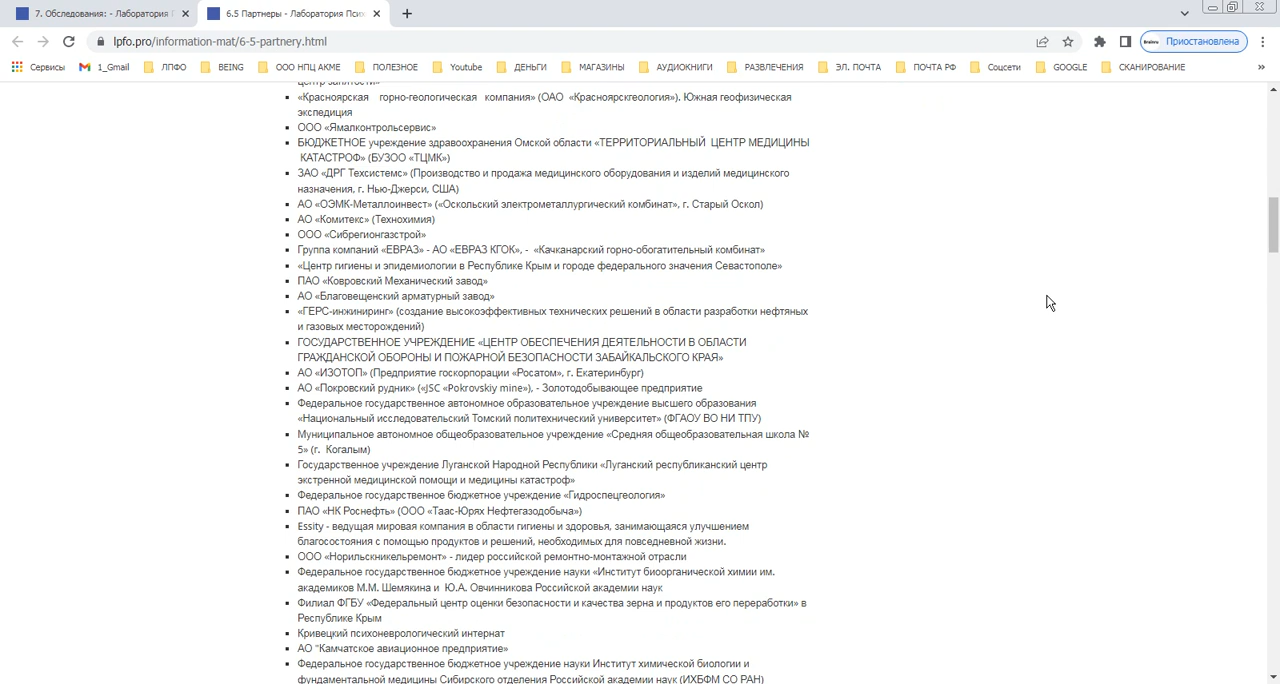 7. Обследования: - Лаборатория
6.5 Партнеры - Лаборатория Пси
lpfo.pro/information-mat/6-5-partnery.html
Приостановлена
Сервисы 1_Gmail ЛПФО BEING ООО НПЦ АКМЕ ПОЛЕЗНОЕ Youtube ДЕНЬГИ МАГАЗИНЫ АУДИОКНИГИ РАЗВЛЕЧЕНИЯ ЭЛ. ПОЧТА ПОЧТА РФ Соцсети GOOGLE СКАНИРОВАНИЕ »
центр занятости»
«Красноярская горно-геологическая компания» (ОАО «Красноярскгеология»). Южная геофизическая
экспедиция
ООО «Ямалконтрольсервис»
БЮДЖЕТНОЕ учреждение здравоохранения Омской области «ТЕРРИТОРИАЛЬНЫЙ ЦЕНТР МЕДИЦИНЫ
КАТАСТРОФ» (БУЗОО «ТЦМК»)
ЗАО «ДРГ Техсистемс» (Производство и продажа медицинского оборудования и изделий медицинского
назначения, г. Нью-Джерси, США)
АО «ОЭМК-Металлоинвест» («Оскольский электрометаллургический комбинат», г. Старый Оскол)
АО «Комитекс» (Технохимия)
ООО «Сибрегионгазстрой»
Группа компаний «ЕВРАЗ» - АО «ЕВРАЗ КГОК», - «Качканарский горно-обогатительный комбинат»
«Центр гигиены и эпидемиологии в Республике Крым и городе федерального значения Севастополе»
ПАО «Ковровский Механический завод»
АО «Благовещенский арматурный завод»
«ГЕРС-инжиниринг» (создание высокоэффективных технических решений в области разработки нефтяных
и газовых месторождений)
ГОСУДАРСТВЕННОЕ УЧРЕЖДЕНИЕ «ЦЕНТР ОБЕСПЕЧЕНИЯ ДЕЯТЕЛЬНОСТИ В ОБЛАСТИ
ГРАЖДАНСКОЙ ОБОРОНЫ И ПОЖАРНОЙ БЕЗОПАСНОСТИ ЗАБАЙКАЛЬСКОГО КРАЯ»
АО «ИЗОТОП» (Предприятие госкорпорации «Росатом», г. Екатеринбург)
АО «Покровский рудник» («JSC «Pokrovskiy mine»), - Золотодобывающее предприятие
Федеральное государственное автономное образовательное учреждение высшего образования
«Национальный исследовательский Томский политехнический университет» (ФГАОУ ВО НИ ТПУ)
Муниципальное автономное общеобразовательное учреждение «Средняя общеобразовательная школа №
5» (г. Когалым)
Государственное учреждение Луганской Народной Республики «Луганский республиканский центр
экстренной медицинской помощи и медицины катастроф»
Федеральное государственное бюджетное учреждение «Гидроспецгеология»
ПАО «НК Роснефть» (ООО «Таас-Юрях Нефтегазодобыча»)
Essity - ведущая мировая компания в области гигиены и здоровья, занимающаяся улучшением
благосостояния с помощью продуктов и решений, необходимых для повседневной жизни.
ООО «Норильскникельремонт» - лидер российской ремонтно-монтажной отрасли
Федеральное государственное бюджетное учреждение науки «Институт биоорганической химии им.
академиков М.М. Шемякина и Ю.А. Овчинникова Российской академии наук
Филиал ФГБУ «Федеральный центр оценки безопасности и качества зерна и продуктов его переработки» в
Республике Крым
Кривецкий психоневрологический интернат
АО "Камчатское авиационное предприятие»
Федеральное государственное бюджетное учреждение науки Институт химической биологии и
фундаментальной медицины Сибирского отделения Российской академии наук (ИХБФМ СО РАН)